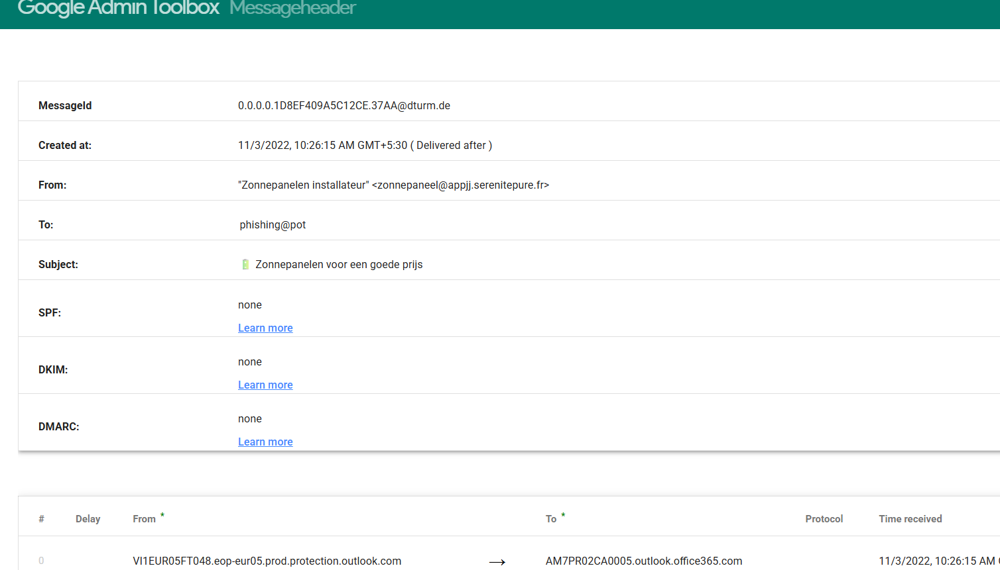 Google Admin Toolbox Messageheader
MessageId 0.0.0.0.1D8EF409A5C12CE.37AA@dturm.de
Created at: 11/3/2022, 10:26:15 AM GMT+5:30 ( Delivered after )
From: "Zonnepanelen installateur" <zonnepaneel@appjj.serenitepure.fr>
To: phishing@pot
Subject: 🔋 Zonnepanelen voor een goede prijs
SPF: none
Learn more
DKIM: none
Learn more
DMARC: none
Learn more
# Delay From * To * Protocol Time received
0 VI1EUR05FT048.eop-eur05.prod.protection.outlook.com → AM7PR02CA0005.outlook.office365.com 11/3/2022, 10:26:15 AM